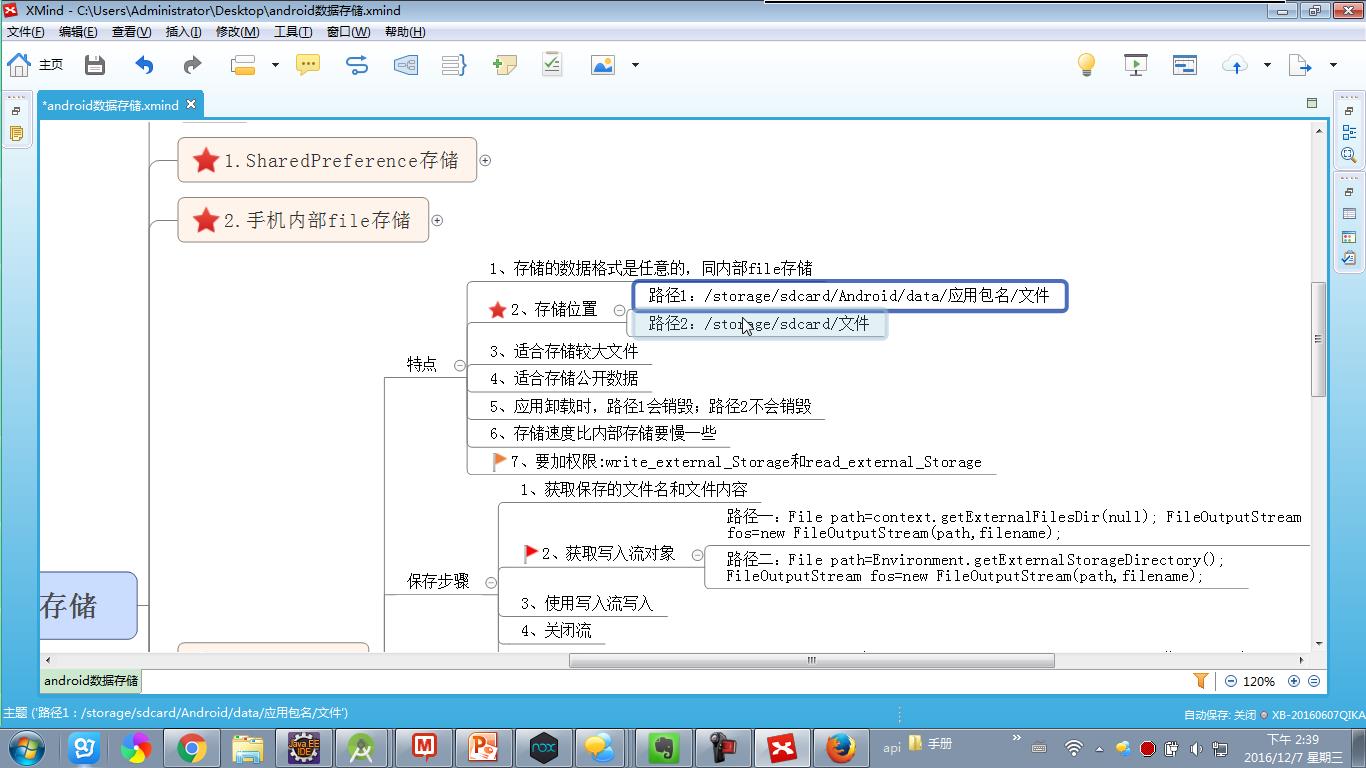 XMind - C:\Users\Administrator\Desktop\android数据存储.xmind
文件(F) 编辑(E) 查看(V) 插入(I) 修改(M) 工具(T) 窗口(W) 帮助(H)
主页
*android数据存储.xmind
1.SharedPreference存储
2.手机内部file存储
1、存储的数据格式是任意的，同内部file存储
路径1：/storage/sdcard/Android/data/应用包名/文件
2、存储位置
路径2：/storage/sdcard/文件
3、适合存储较大文件
特点
4、适合存储公开数据
5、应用卸载时，路径1会销毁；路径2不会销毁
6、存储速度比内部存储要慢一些
7、要加权限:write_external_Storage和read_external_Storage
1、获取保存的文件名和文件内容
路径一：File path=context.getExternalFilesDir(null); FileOutputStream
fos=new FileOutputStream(path,filename);
2、获取写入流对象
路径二：File path=Environment.getExternalStorageDirectory();
FileOutputStream fos=new FileOutputStream(path,filename);
保存步骤
3、使用写入流写入
存储
4、关闭流
android数据存储
120%
主题 ('路径1：/storage/sdcard/Android/data/应用包名/文件')
自动保存: 关闭 XB-20160607QIKA
Java EE
IDE
nox
api 手册
下午 2:39
2016/12/7 星期三